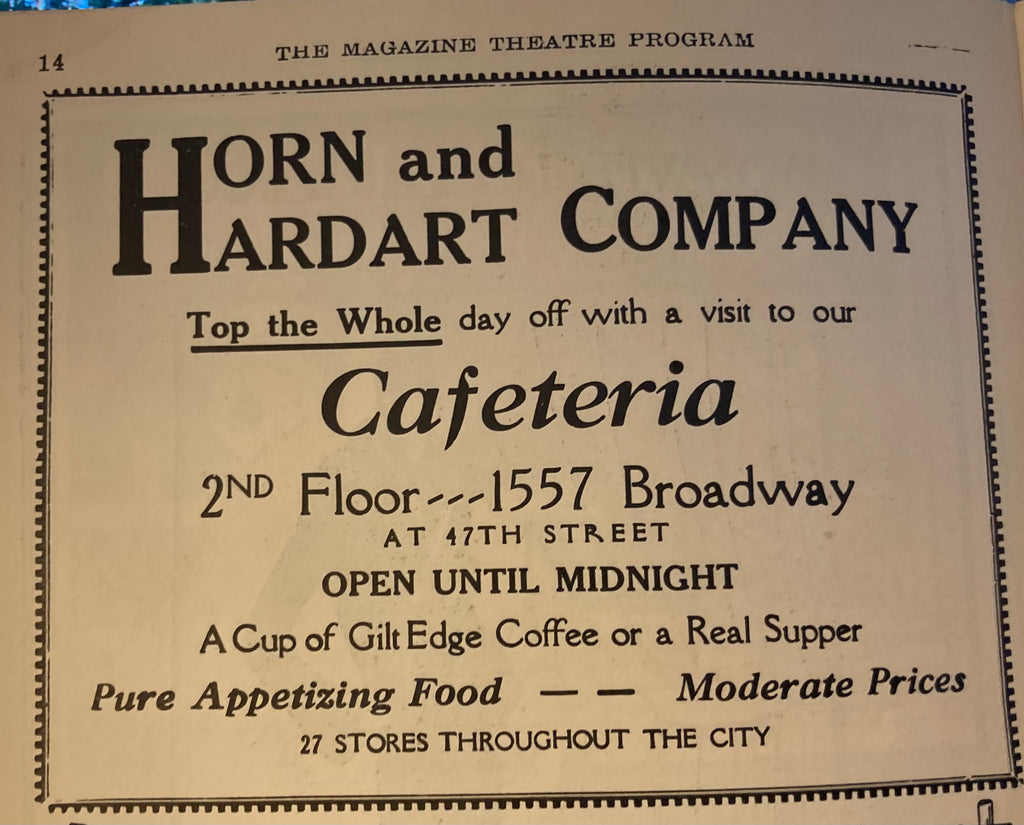 14
THE MAGAZINE THEATRE PROGRAM
HORN and
HARDART COMPANY
Top the Whole day off with a visit to our
Cafeteria
2ND Floor---1557 Broadway
AT 47TH STREET
OPEN UNTIL MIDNIGHT
A Cup of Gilt Edge Coffee or a Real Supper
Pure Appetizing Food — — Moderate Prices
27 STORES THROUGHOUT THE CITY